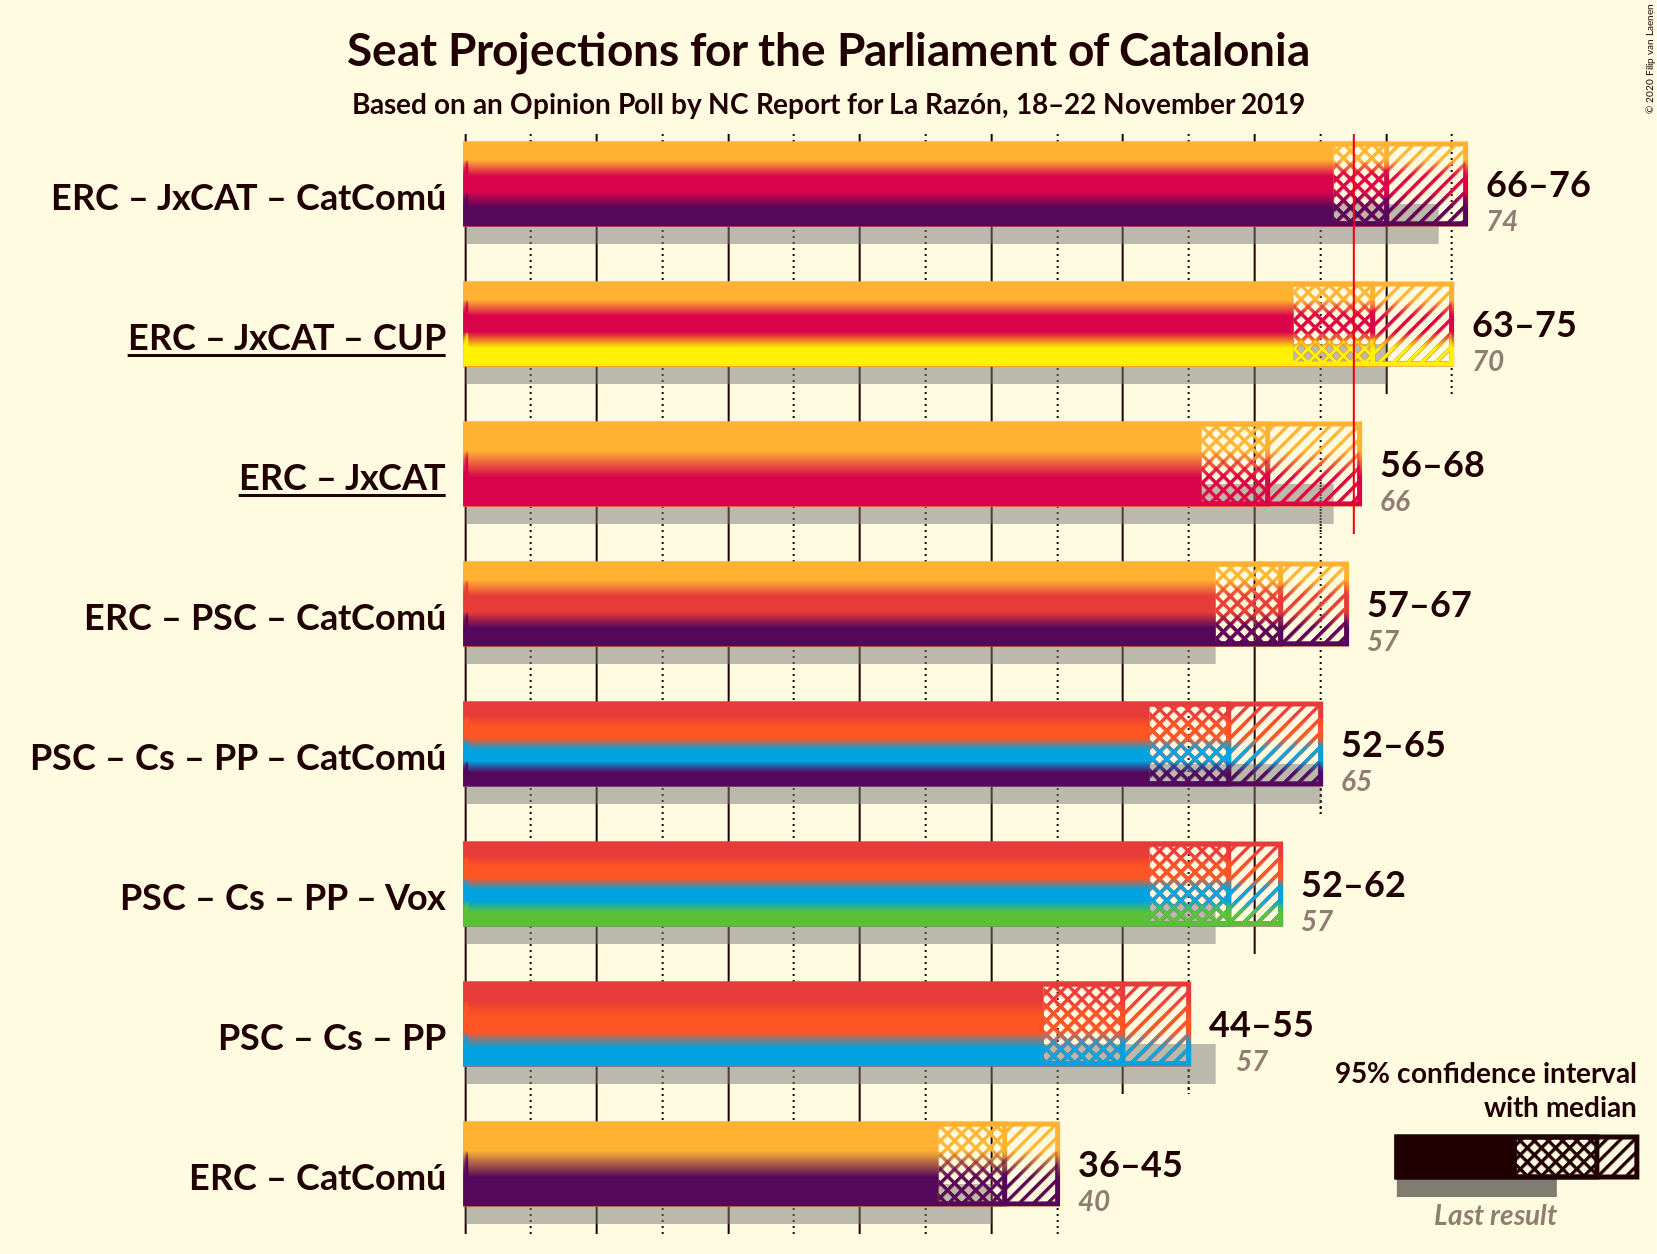 Seat Projections for the Parliament of Catalonia
Based on an Opinion Poll by NC Report for La Razón, 18–22 November 2019
© 2020 Filip van Laenen
ERC – JxCAT – CatComú
66–76
74
ERC – JxCAT – CUP
63–75
70
ERC – JxCAT
56–68
66
ERC – PSC – CatComú
57–67
57
PSC – Cs – PP – CatComú
52–65
65
PSC – Cs – PP – Vox
52–62
57
PSC – Cs – PP
44–55
57
ERC – CatComú
36–45
40
95% confidence interval
with median
Last result